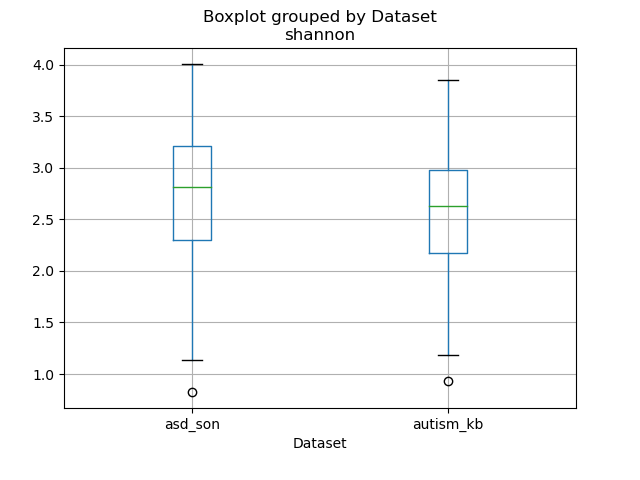 Boxplot grouped by Dataset
shannon
4.0
3.5
3.0
2.5
2.0
1.5
1.0
asd_son autism_kb
Dataset